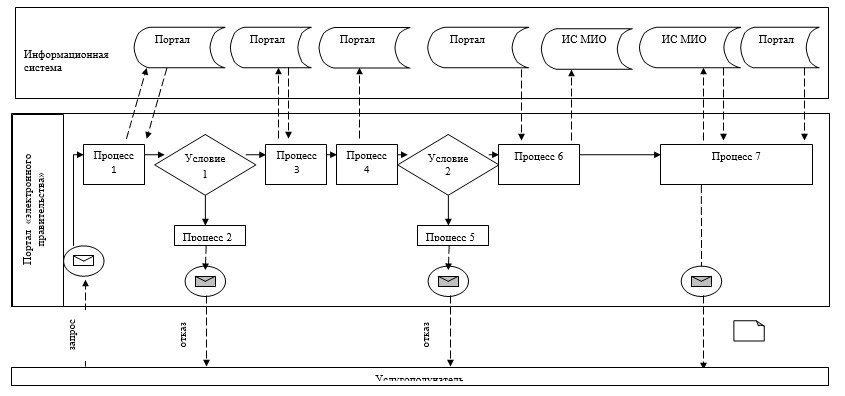 Портал
Портал
Портал
Портал
ИС МИО
ИС МИО
Портал
Информационная
система
Портал «электронного
правительства»
Процесс
1
Условие
1
Процесс
3
Процесс
4
Условие
2
Процесс 6
Процесс 7
Процесс 2
Процесс 5
запрос
отказ
отказ
Услугополучатель